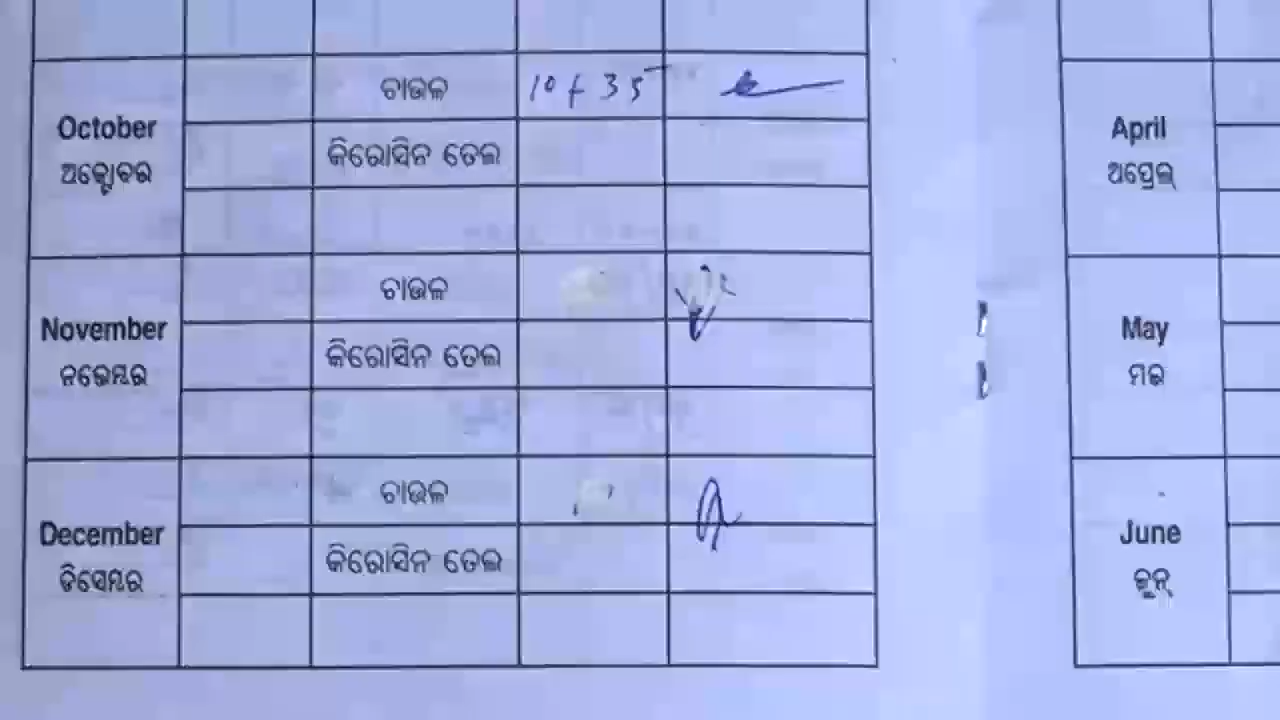 October
ଅକ୍ଟୋବର
ଚାଉଳ 10 + 35
କିରୋସିନ ତେଲ
November
ନଭେମ୍ବର
ଚାଉଳ
କିରୋସିନ ତେଲ
December
ଡିସେମ୍ବର
ଚାଉଳ
କିରୋସିନ ତେଲ
April
ଅପ୍ରେଲ୍
May
ମଇ
June
ଜୁନ୍